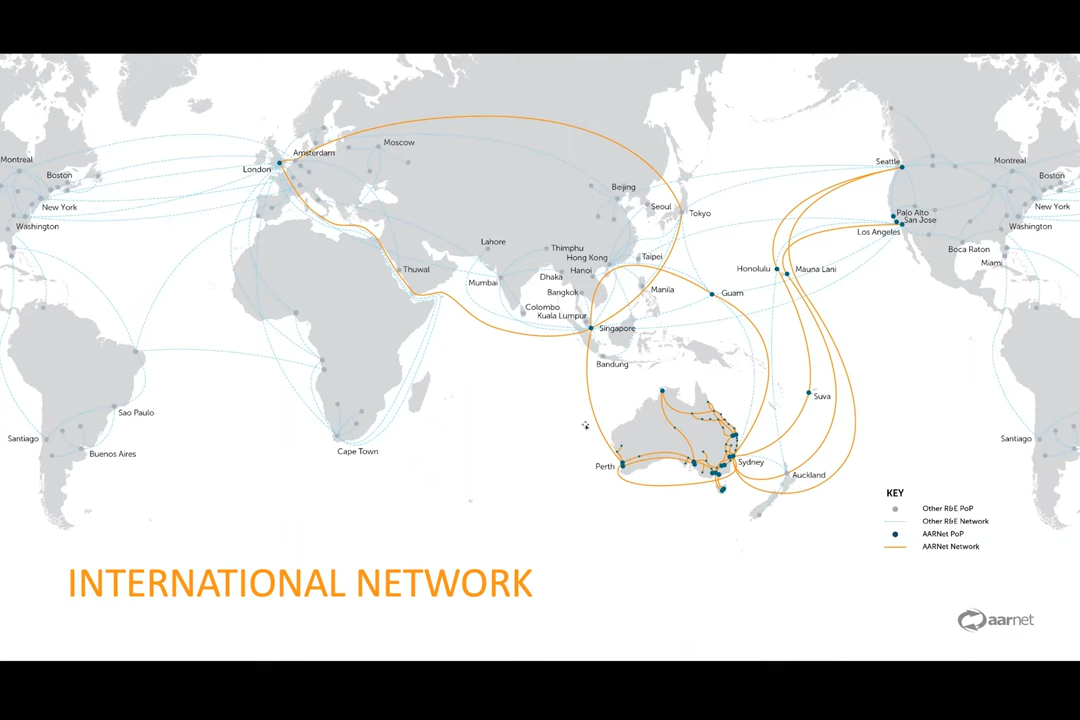 Montreal
Boston
New York
Washington
Santiago
Sao Paulo
Buenos Aires
London
Amsterdam
Moscow
Cape Town
Thuwal
Lahore
Mumbai
Colombo
Kuala Lumpur
Thimphu
Hong Kong
Dhaka
Hanoi
Bangkok
Beijing
Seoul
Tokyo
Taipei
Manila
Guam
Singapore
Bandung
Perth
Sydney
Auckland
Suva
Honolulu
Mauna Lani
Seattle
Palo Alto
San Jose
Los Angeles
Montreal
Boston
New York
Washington
Boca Raton
Miami
Santiago
KEY
Other R&E PoP
Other R&E Network
AARNet PoP
AARNet Network
INTERNATIONAL NETWORK
aarnet